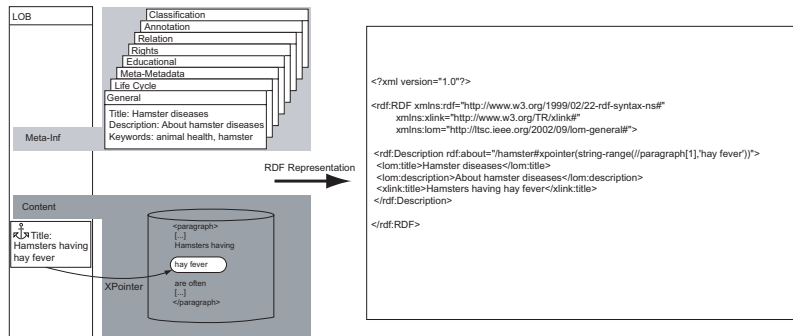 LOB
Classification
Annotation
Relation
Rights
Educational
Meta-Metadata
Life Cycle
General
Title: Hamster diseases
Description: About hamster diseases
Keywords: animal health, hamster
Meta-Inf
Content
Title:
Hamsters having
hay fever
XPointer
<paragraph>
[...]
Hamsters having
hay fever
are often
[...]
</paragraph>
RDF Representation
<?xml version="1.0"?>
<rdf:RDF xmlns:rdf="http://www.w3.org/1999/02/22-rdf-syntax-ns#"
xmlns:xlink="http://www.w3.org/TR/xlink#"
xmlns:lom="http://ltsc.ieee.org/2002/09/lom-general#">
<rdf:Description rdf:about="/hamster#xpointer(string-range(//paragraph[1],'hay fever'))">
<lom:title>Hamster diseases</lom:title>
<lom:description>About hamster diseases</lom:description>
<xlink:title>Hamsters having hay fever</xlink:title>
</rdf:Description>
</rdf:RDF>